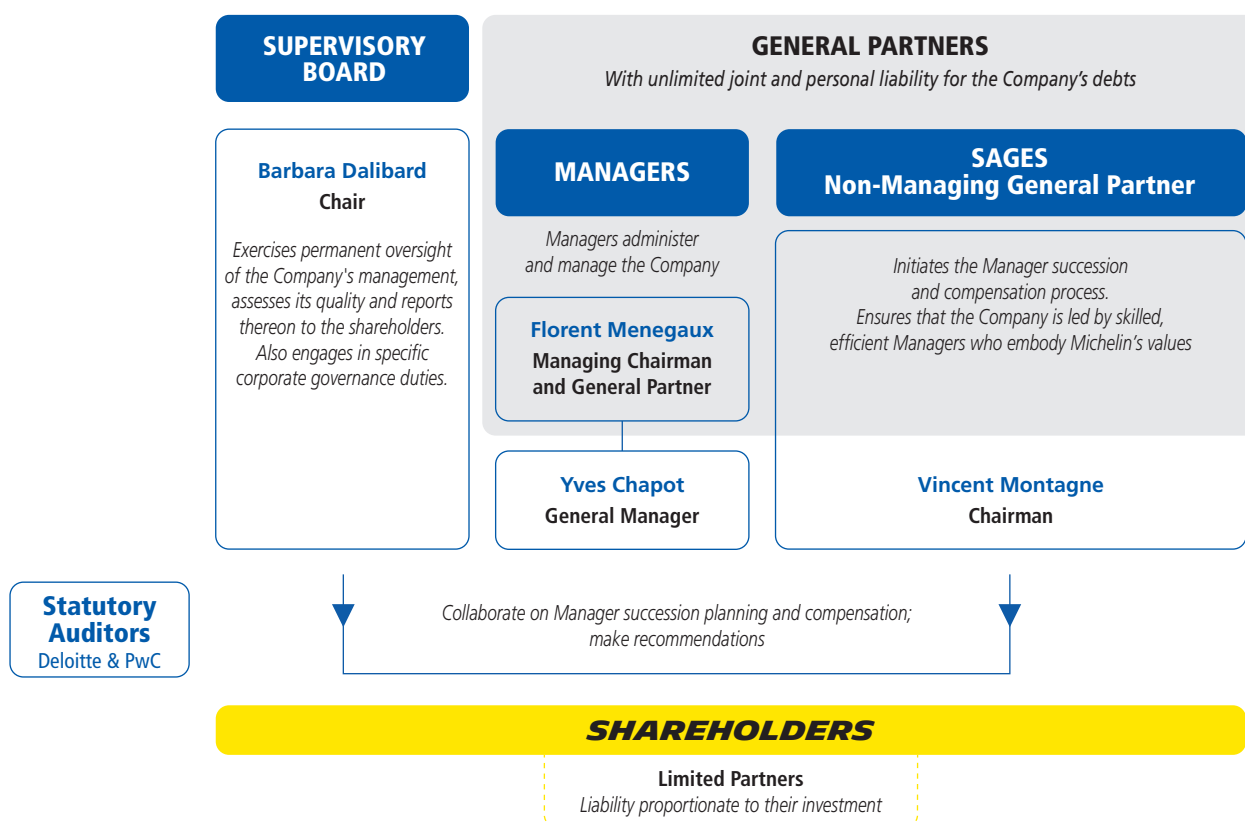 SUPERVISORY
BOARD
GENERAL PARTNERS
With unlimited joint and personal liability for the Company's debts
Barbara Dalibard
Chair
Exercises permanent oversight
of the Company's management,
assesses its quality and reports
thereon to the shareholders.
Also engages in specific
corporate governance duties.
MANAGERS
Managers administer
and manage the Company
Florent Menegaux
Managing Chairman
and General Partner
Yves Chapot
General Manager
SAGES
Non-Managing General Partner
Initiates the Manager succession
and compensation process.
Ensures that the Company is led by skilled,
efficient Managers who embody Michelin’s values
Vincent Montagne
Chairman
Statutory
Auditors
Deloitte & PwC
Collaborate on Manager succession planning and compensation;
make recommendations
SHAREHOLDERS
Limited Partners
Liability proportionate to their investment